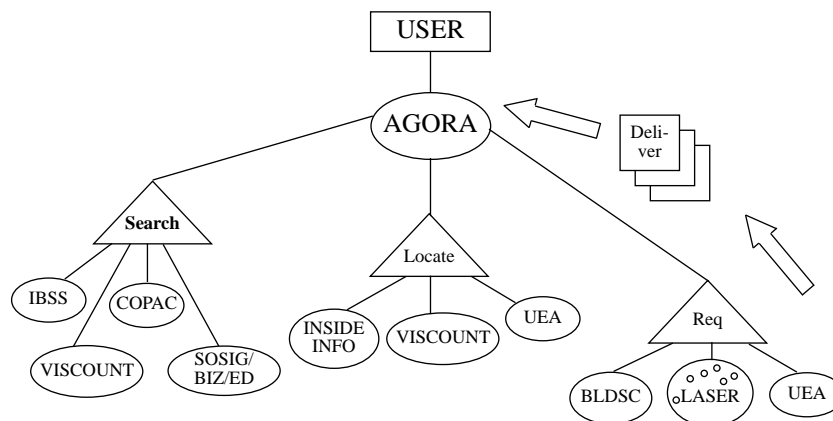 USER
AGORA
Deli-
ver
Search
Locate
Req
IBSS
COPAC
VISCOUNT
SOSIG/
BIZ/ED
INSIDE
INFO
VISCOUNT
UEA
BLDSC
LASER
UEA